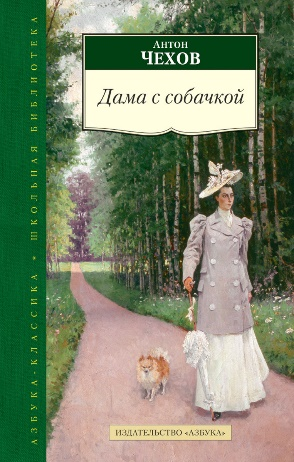 Антон
ЧЕХОВ
Дама с собачкой
ИЗДАТЕЛЬСТВО «АЗБУКА»
АЗБУКА-КЛАССИКА • ШКОЛЬНАЯ БИБЛИОТЕКА